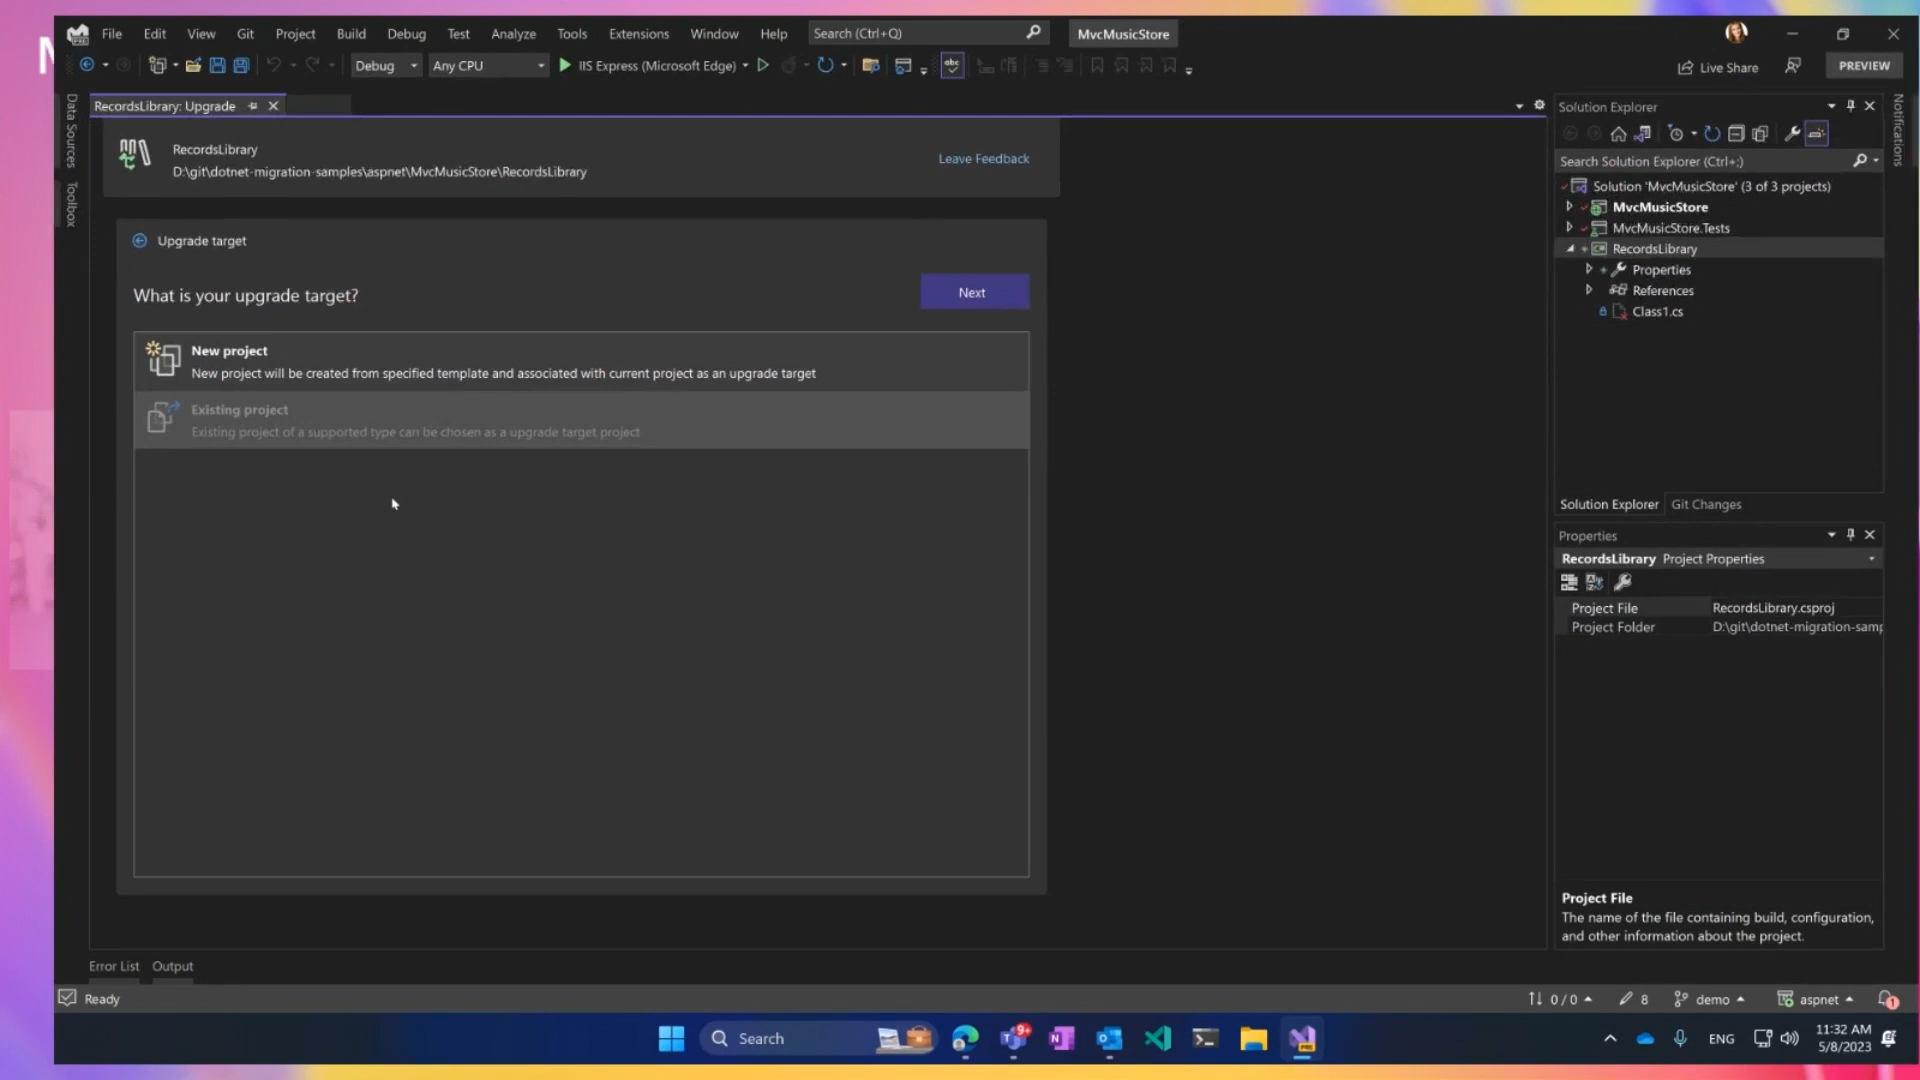 File Edit View Git Project Build Debug Test Analyze Tools Extensions Window Help Search (Ctrl+Q) MvcMusicStore
Debug Any CPU IIS Express (Microsoft Edge) abc Live Share PREVIEW
Data Sources
Toolbox
RecordsLibrary: Upgrade
RecordsLibrary
D:\git\dotnet-migration-samples\aspnet\MvcMusicStore\RecordsLibrary
Leave Feedback
Upgrade target
What is your upgrade target?
Next
New project
New project will be created from specified template and associated with current project as an upgrade target
Existing project
Existing project of a supported type can be chosen as a upgrade target project
Solution Explorer
Search Solution Explorer (Ctrl+;)
Solution 'MvcMusicStore' (3 of 3 projects)
MvcMusicStore
MvcMusicStore.Tests
RecordsLibrary
Properties
References
Class1.cs
Solution Explorer Git Changes
Properties
RecordsLibrary Project Properties
Project File RecordsLibrary.csproj
Project Folder D:\git\dotnet-migration-samp
Project File
The name of the file containing build, configuration,
and other information about the project.
Notifications
Error List Output
Ready
0 / 0 8 demo aspnet 1
Search
9+
ENG
11:32 AM
5/8/2023